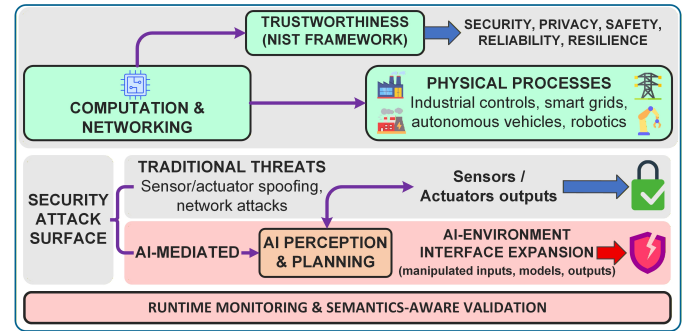 TRUSTWORTHINESS
(NIST FRAMEWORK)
SECURITY, PRIVACY, SAFETY,
RELIABILITY, RESILIENCE
COMPUTATION &
NETWORKING
PHYSICAL PROCESSES
Industrial controls, smart grids,
autonomous vehicles, robotics
SECURITY
ATTACK
SURFACE
TRADITIONAL THREATS
Sensor/actuator spoofing,
network attacks
Sensors /
Actuators outputs
AI-MEDIATED
AI PERCEPTION
& PLANNING
AI-ENVIRONMENT
INTERFACE EXPANSION
(manipulated inputs, models, outputs)
RUNTIME MONITORING & SEMANTICS-AWARE VALIDATION